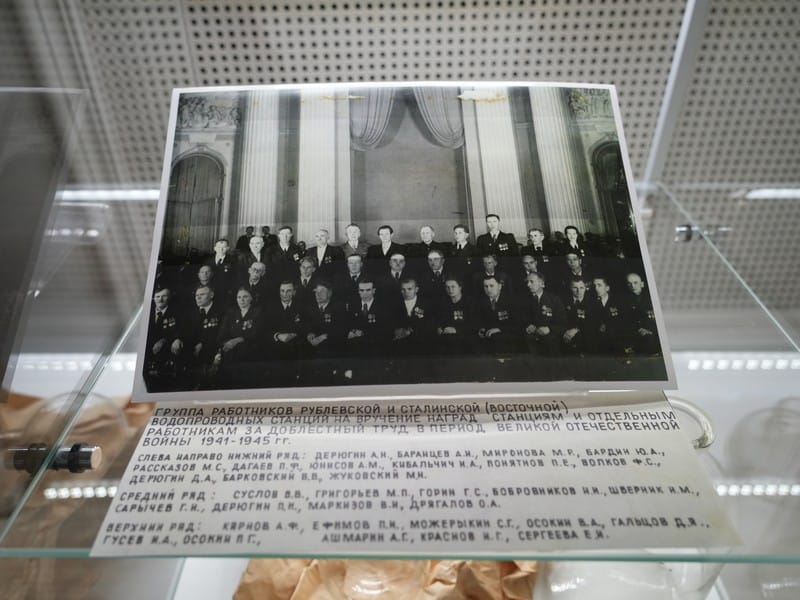 ГРУППА РАБОТНИКОВ РУБЛЕВСКОЙ И СТАЛИНСКОЙ (ВОСТОЧНОЙ)
ВОДОПРОВОДНЫХ СТАНЦИЙ НА ВРУЧЕНИЕ НАГРАД СТАНЦИЯМ И ОТДЕЛЬНЫМ
РАБОТНИКАМ ЗА ДОБЛЕСТНЫЙ ТРУД В ПЕРИОД ВЕЛИКОЙ ОТЕЧЕСТВЕННОЙ
ВОЙНЫ 1941-1945 гг.
СЛЕВА НАПРАВО НИЖНИЙ РЯД: ДЕРЮГИН А.Н., БАРАНЦЕВ А.И., МИРОНОВА М.Р., БАРДИН Ю.А.,
РАССКАЗОВ М.С., ДАГАЕВ П.Ф., ЮНИСОВ А.М., КИБАЛЬЧИЧ И.А., ПОНЯТНОВ П.Е., ВОЛКОВ Ф.С.,
ДЕРЮГИН Д.А., БАРКОВСКИЙ В.В., ЖУКОВСКИЙ М.Н.
СРЕДНИЙ РЯД: СУСЛОВ В.В., ГРИГОРЬЕВ М.П., ГОРИН Г.С., БОБРОВНИКОВ Н.И., ШВЕРНИК Н.М.,
САРЫЧЕВ Г.Н., ДЕРЮГИН П.Н., МАРКИЗОВ В.И., ДРЯГАЛОВ О.А.
ВЕРХНИЙ РЯД: КАРНОВ А.Ф., ЕФИМОВ П.Н., МОЖЕРЫКИН С.Г., ОСОКИН В.А., ГАЛЬЦОВ Д.Я.,
ГУСЕВ И.А., ОСОКИН П.Г., АШМАРИН А.Г., КРАСНОВ Н.Г., СЕРГЕЕВА Е.И.